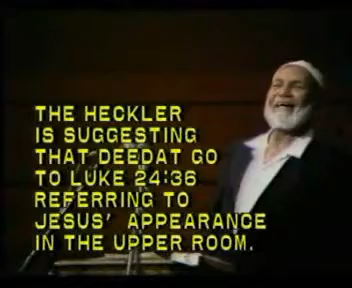 THE HECKLER
IS SUGGESTING
THAT DEEDAT GO
TO LUKE 24:36
REFERRING TO
JESUS' APPEARANCE
IN THE UPPER ROOM.